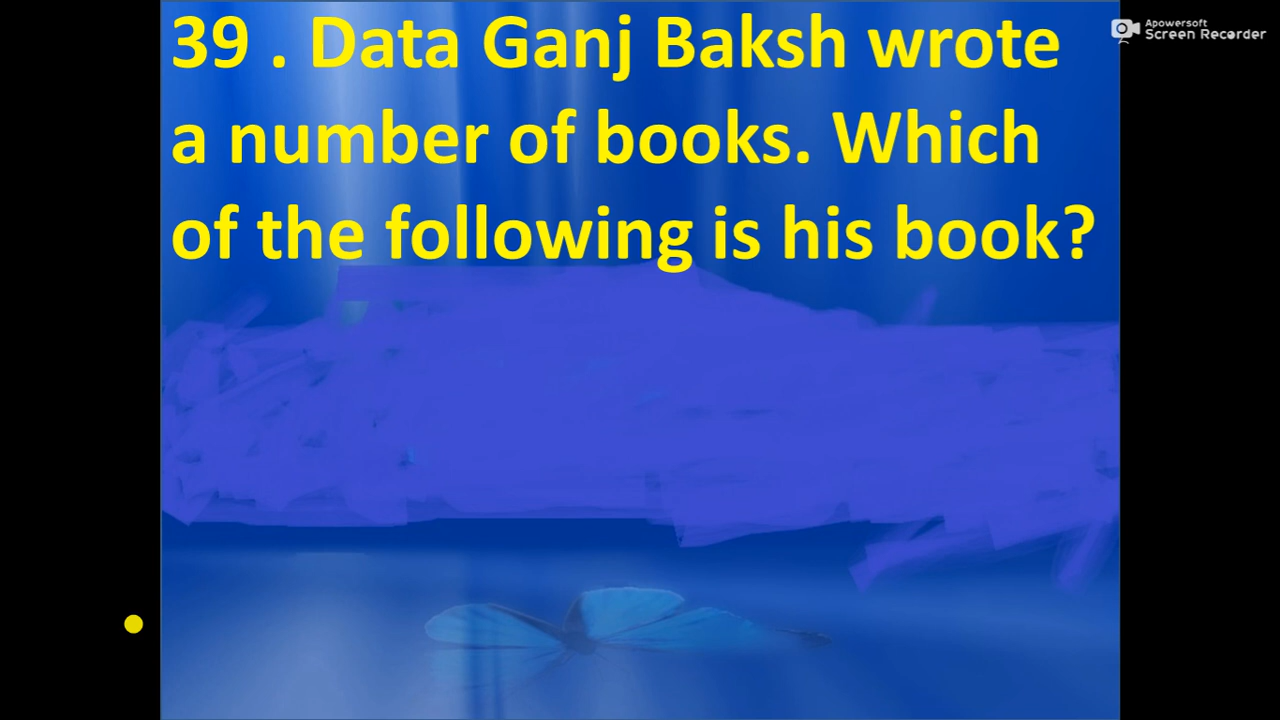 39 . Data Ganj Baksh wrote
a number of books. Which
of the following is his book?
Apowersoft
Screen Recorder